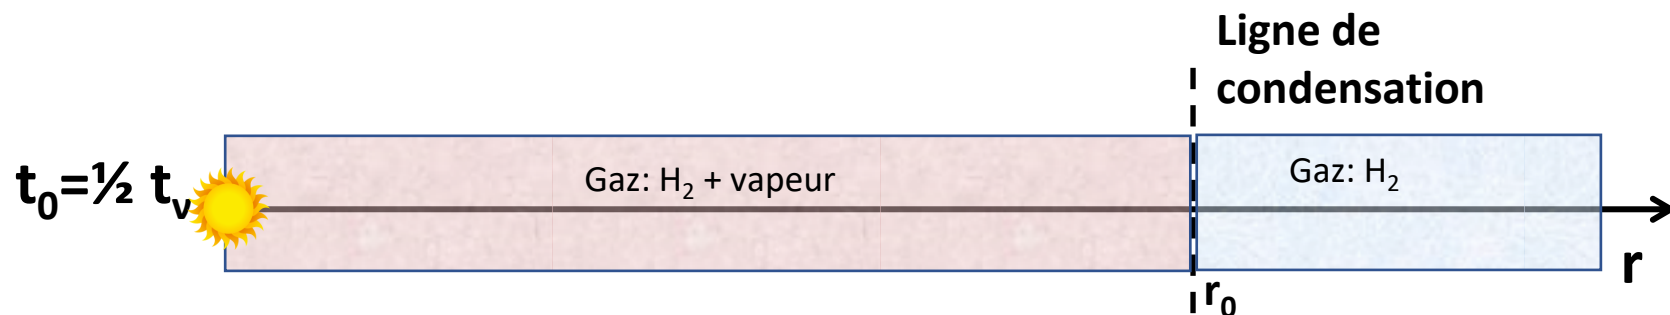 Ligne de
condensation
t₀=½ tᵥ
Gaz: H₂ + vapeur
Gaz: H₂
r₀
r